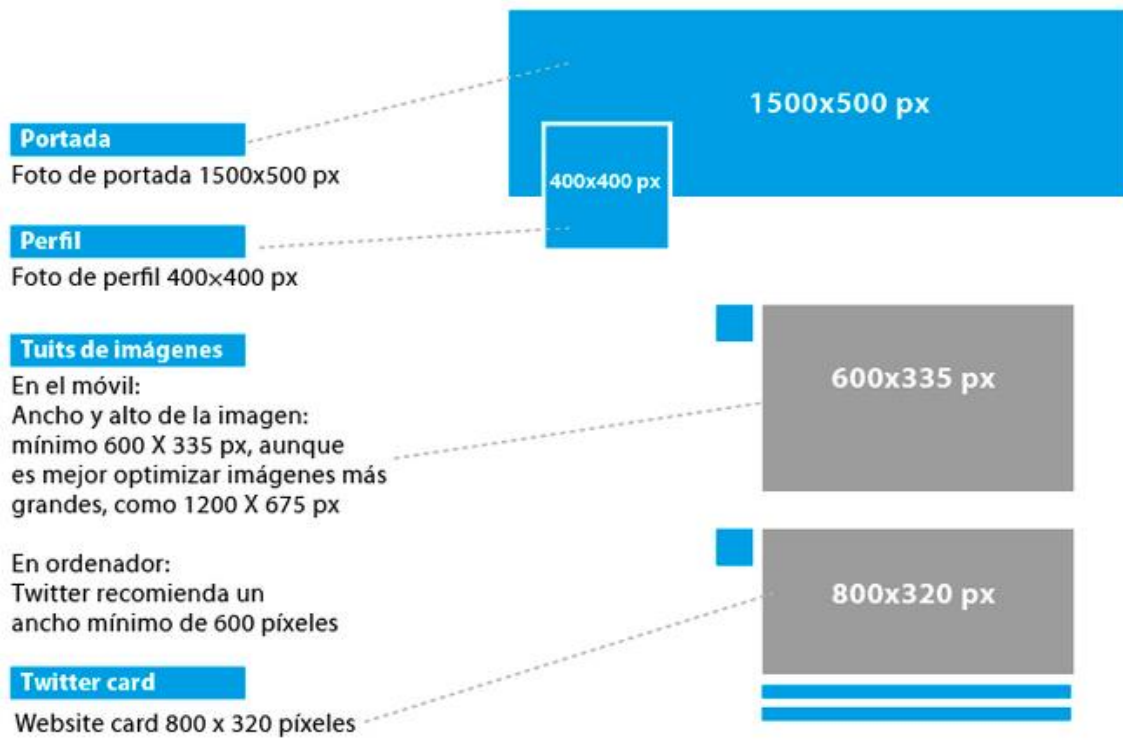 1500x500 px
Portada
Foto de portada 1500x500 px
400x400 px
Perfil
Foto de perfil 400×400 px
Tuits de imágenes
En el móvil:
Ancho y alto de la imagen:
mínimo 600 X 335 px, aunque
es mejor optimizar imágenes más
grandes, como 1200 X 675 px
600x335 px
En ordenador:
Twitter recomienda un
ancho mínimo de 600 píxeles
800x320 px
Twitter card
Website card 800 x 320 píxeles